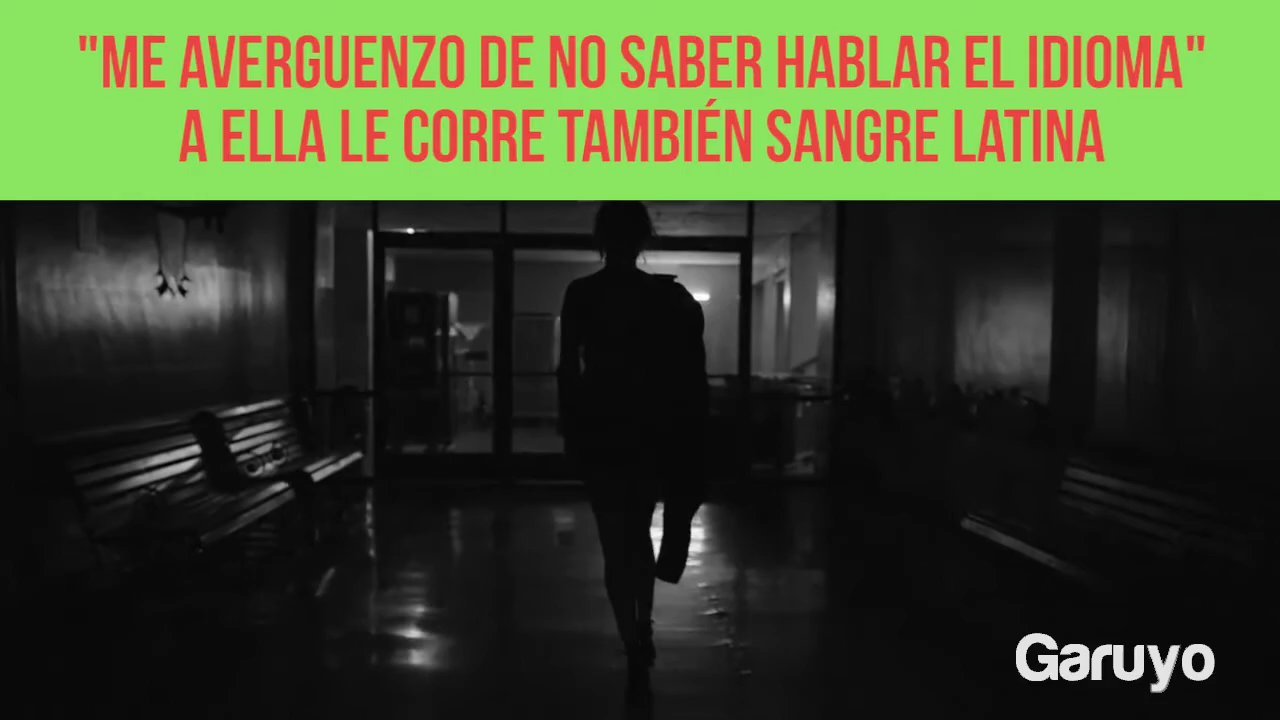 "ME AVERGUENZO DE NO SABER HABLAR EL IDIOMA"
A ELLA LE CORRE TAMBIÉN SANGRE LATINA
Garuyo